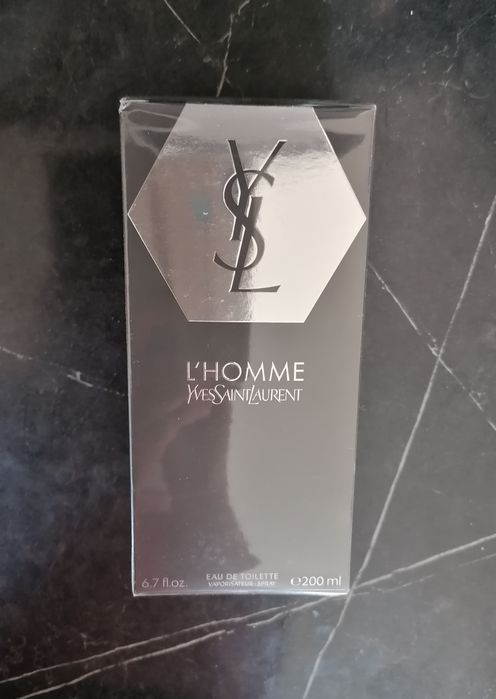 YSL
L'HOMME
YVESSAINTLAURENT
6.7 fl.oz. EAU DE TOILETTE ℮200 ml
VAPORISATEUR - SPRAY